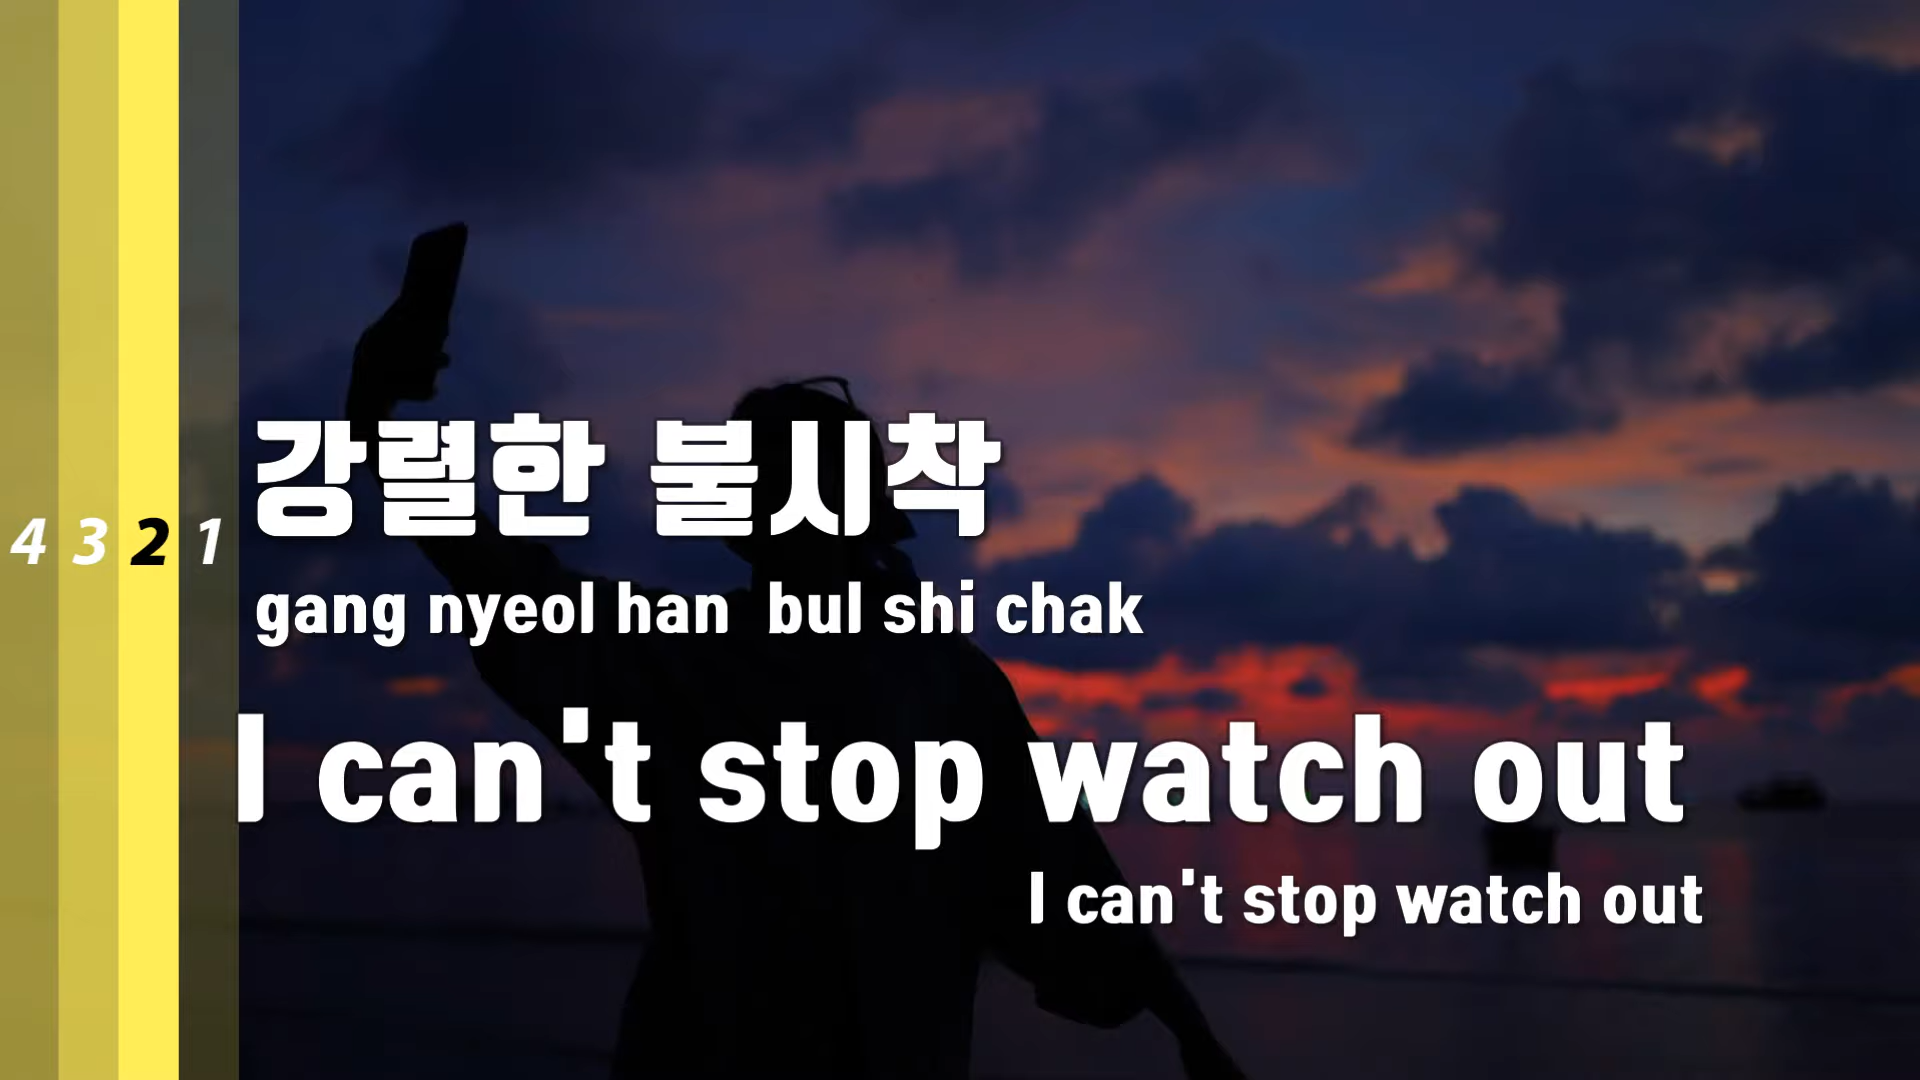 4 3 2 1
강렬한 불시착
gang nyeol han bul shi chak
I can't stop watch out
I can't stop watch out